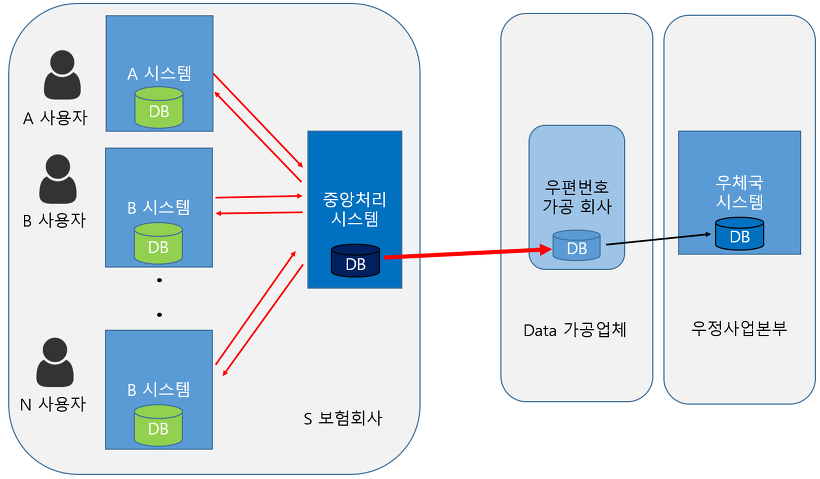 A 시스템
DB
A 사용자
B 시스템
DB
B 사용자
B 시스템
DB
N 사용자
중앙처리
시스템
DB
S 보험회사
우편번호
가공 회사
DB
Data 가공업체
우체국
시스템
DB
우정사업본부